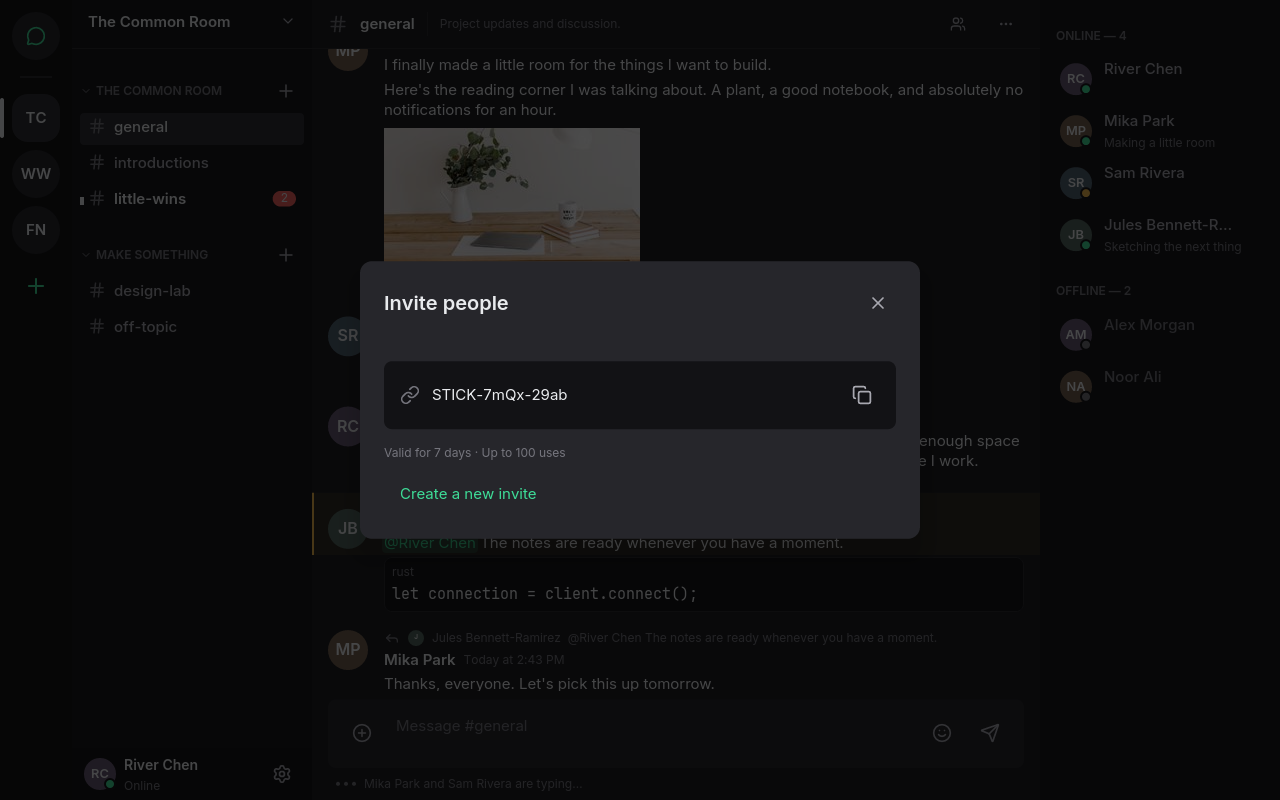 The Common Room
TC
WW
FN
THE COMMON ROOM
general
introductions
little-wins
2
MAKE SOMETHING
design-lab
off-topic
RC
River Chen
Online
general
Project updates and discussion.
MP
I finally made a little room for the things I want to build.
Here's the reading corner I was talking about. A plant, a good notebook, and absolutely no
notifications for an hour.
SR
RC
enough space
e I work.
Invite people
STICK-7mQx-29ab
Valid for 7 days · Up to 100 uses
Create a new invite
JB
@River Chen The notes are ready whenever you have a moment.
rust
let connection = client.connect();
Jules Bennett-Ramirez @River Chen The notes are ready whenever you have a moment.
MP
Mika Park Today at 2:43 PM
Thanks, everyone. Let's pick this up tomorrow.
Message #general
Mika Park and Sam Rivera are typing...
ONLINE — 4
RC
River Chen
MP
Mika Park
Making a little room
SR
Sam Rivera
JB
Jules Bennett-R...
Sketching the next thing
OFFLINE — 2
AM
Alex Morgan
NA
Noor Ali